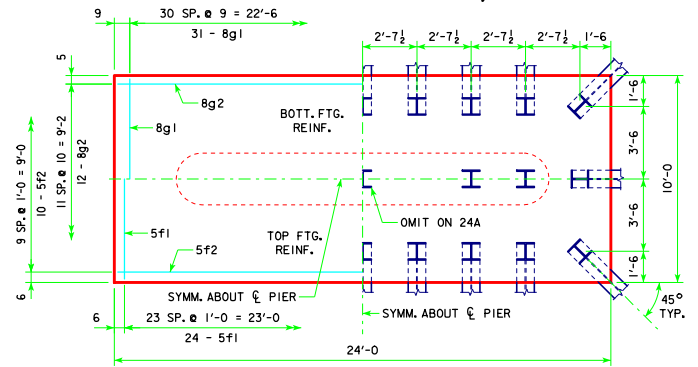 9
30 SP. @ 9 = 22'-6
31 - 8g1
2'-7½
2'-7½
2'-7½
2'-7½
1'-6
5
8g2
8g1
BOTT. FTG.
REINF.
9 SP. @ 1'-0 = 9'-0
10 - 5f2
11 SP. @ 10 = 9'-2
12 - 8g2
1'-6
3'-6
10'-0
3'-6
1'-6
OMIT ON 24A
5f1
TOP FTG.
REINF.
5f2
6
SYMM. ABOUT ℄ PIER
SYMM. ABOUT ℄ PIER
45°
TYP.
6
23 SP. @ 1'-0 = 23'-0
24 - 5f1
24'-0